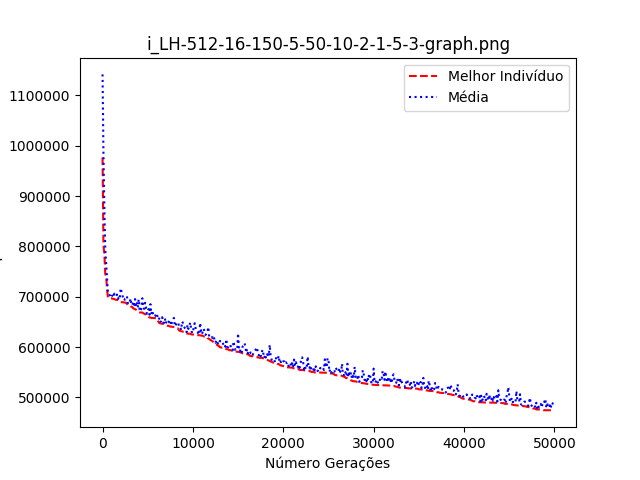 i_LH-512-16-150-5-50-10-2-1-5-3-graph.png
Melhor Indivíduo
Média
1100000
1000000
900000
800000
700000
600000
500000
0 10000 20000 30000 40000 50000
Número Gerações